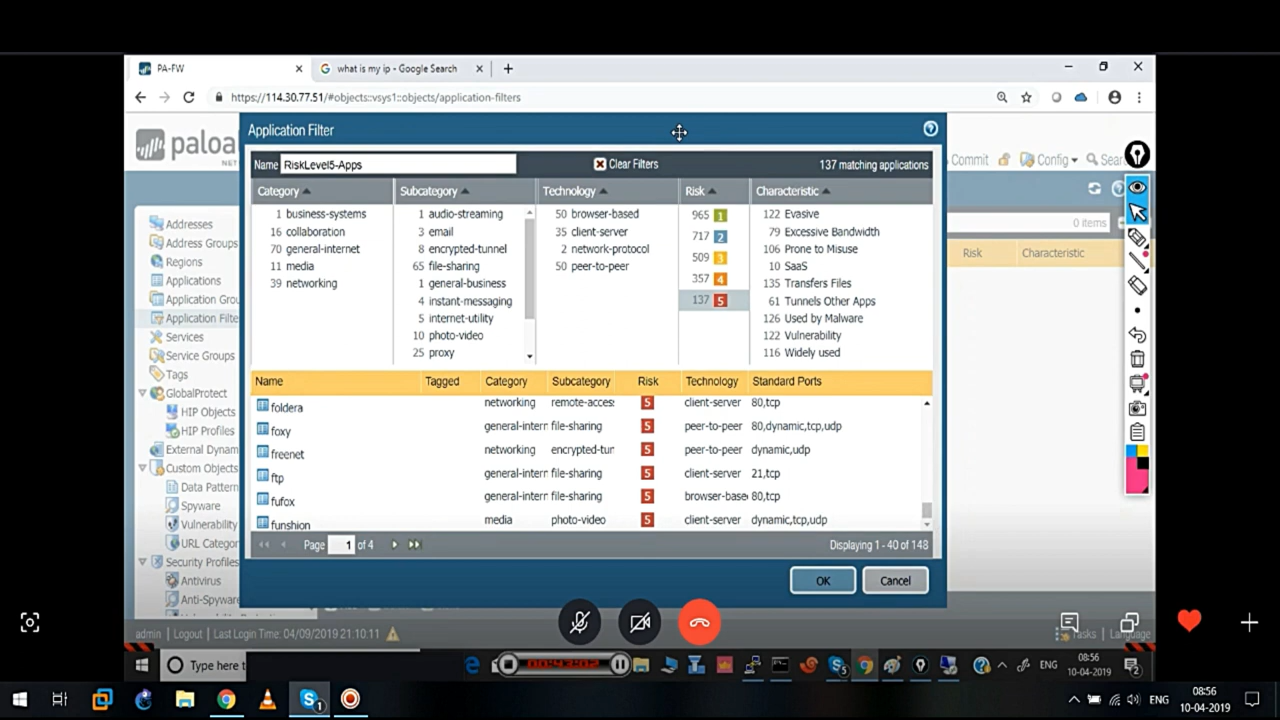 PA-FW
what is my ip - Google Search
https://114.30.77.51/#objects::vsys1::objects/application-filters
paloa
Commit
Config
Sear
Application Filter
Name RiskLevel5-Apps
Clear Filters
137 matching applications
Category
Subcategory
Technology
Risk
Characteristic
1 business-systems
16 collaboration
70 general-internet
11 media
39 networking
1 audio-streaming
3 email
8 encrypted-tunnel
65 file-sharing
1 general-business
4 instant-messaging
5 internet-utility
10 photo-video
25 proxy
50 browser-based
35 client-server
2 network-protocol
50 peer-to-peer
965 1
717 2
509 3
357 4
137 5
122 Evasive
79 Excessive Bandwidth
106 Prone to Misuse
10 SaaS
135 Transfers Files
61 Tunnels Other Apps
126 Used by Malware
122 Vulnerability
116 Widely used
Name Tagged Category Subcategory Risk Technology Standard Ports
foldera networking remote-acces 5 client-server 80,tcp
foxy general-intern file-sharing 5 peer-to-peer 80,dynamic,tcp,udp
freenet networking encrypted-tur 5 peer-to-peer dynamic,udp
ftp general-intern file-sharing 5 client-server 21,tcp
fufox general-intern file-sharing 5 browser-base 80,tcp
funshion media photo-video 5 client-server dynamic,tcp,udp
Page 1 of 4
Displaying 1 - 40 of 148
OK
Cancel
0 items
Risk
Characteristic
Addresses
Address Groups
Regions
Applications
Application Grou
Application Filte
Services
Service Groups
Tags
GlobalProtect
HIP Objects
HIP Profiles
External Dynam
Custom Objects
Data Pattern
Spyware
Vulnerability
URL Categor
Security Profiles
Antivirus
Anti-Spyware
admin | Logout | Last Login Time: 04/09/2019 21:10:11
Tasks | Language
Type here t
ENG
08:56
10-04-2019
2
ENG
08:56
10-04-2019